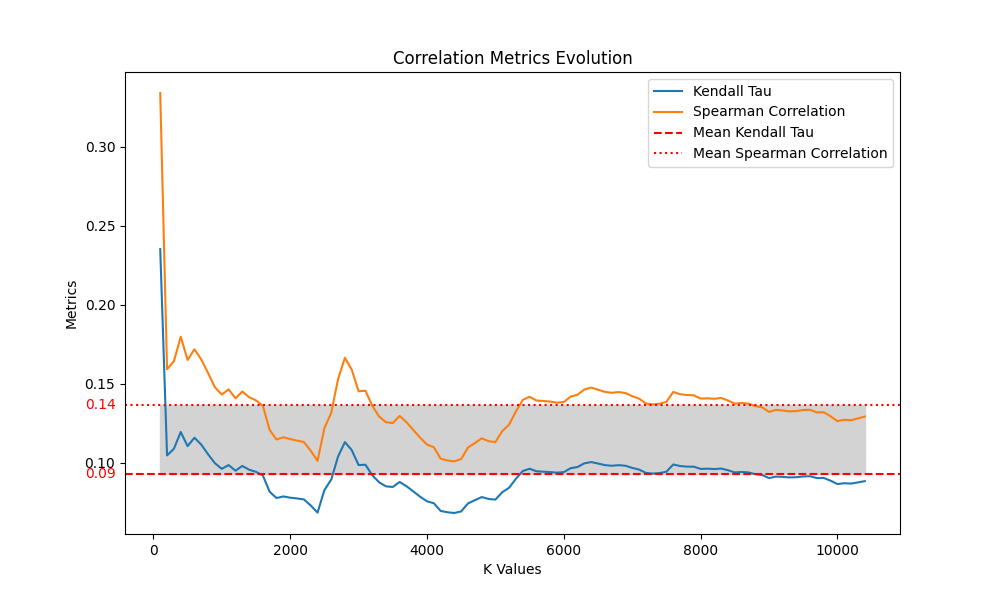 Correlation Metrics Evolution
Kendall Tau
Spearman Correlation
Mean Kendall Tau
Mean Spearman Correlation
Metrics
0.30
0.25
0.20
0.15
0.14
0.10
0.09
0
2000
4000
6000
8000
10000
K Values